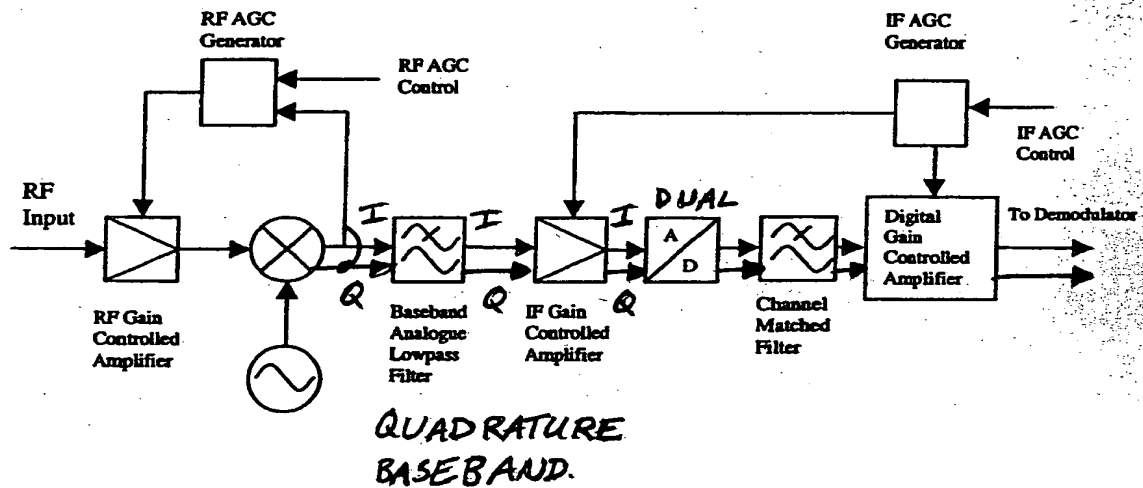 RF AGC
Generator
RF AGC
Control
IF AGC
Generator
IF AGC
Control
RF
Input
I
I
I
DUAL
A
D
Q
Q
Q
Digital
Gain
Controlled
Amplifier
To Demodulator
RF Gain
Controlled
Amplifier
Baseband
Analogue
Lowpass
Filter
IF Gain
Controlled
Amplifier
Channel
Matched
Filter
QUADRATURE
BASEBAND.